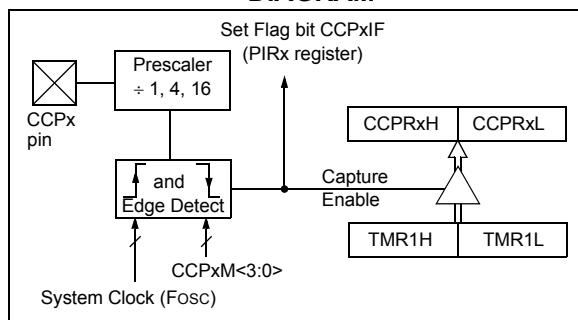 DIAGRAM
Set Flag bit CCPxIF
(PIRx register)
Prescaler
÷ 1, 4, 16
CCPx
pin
CCPRxH
CCPRxL
and
Edge Detect
Capture
Enable
TMR1H
TMR1L
CCPxM<3:0>
System Clock (FOSC)